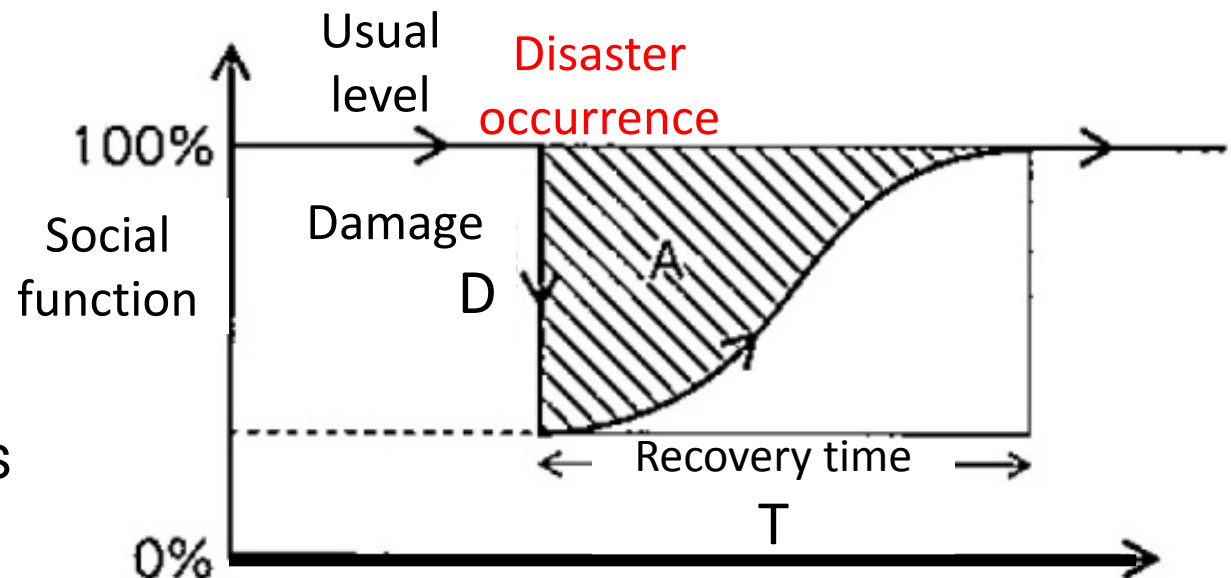 Usual
level
Disaster
occurrence
100%
Social
function
Damage
D
A
s
Recovery time
T
0%